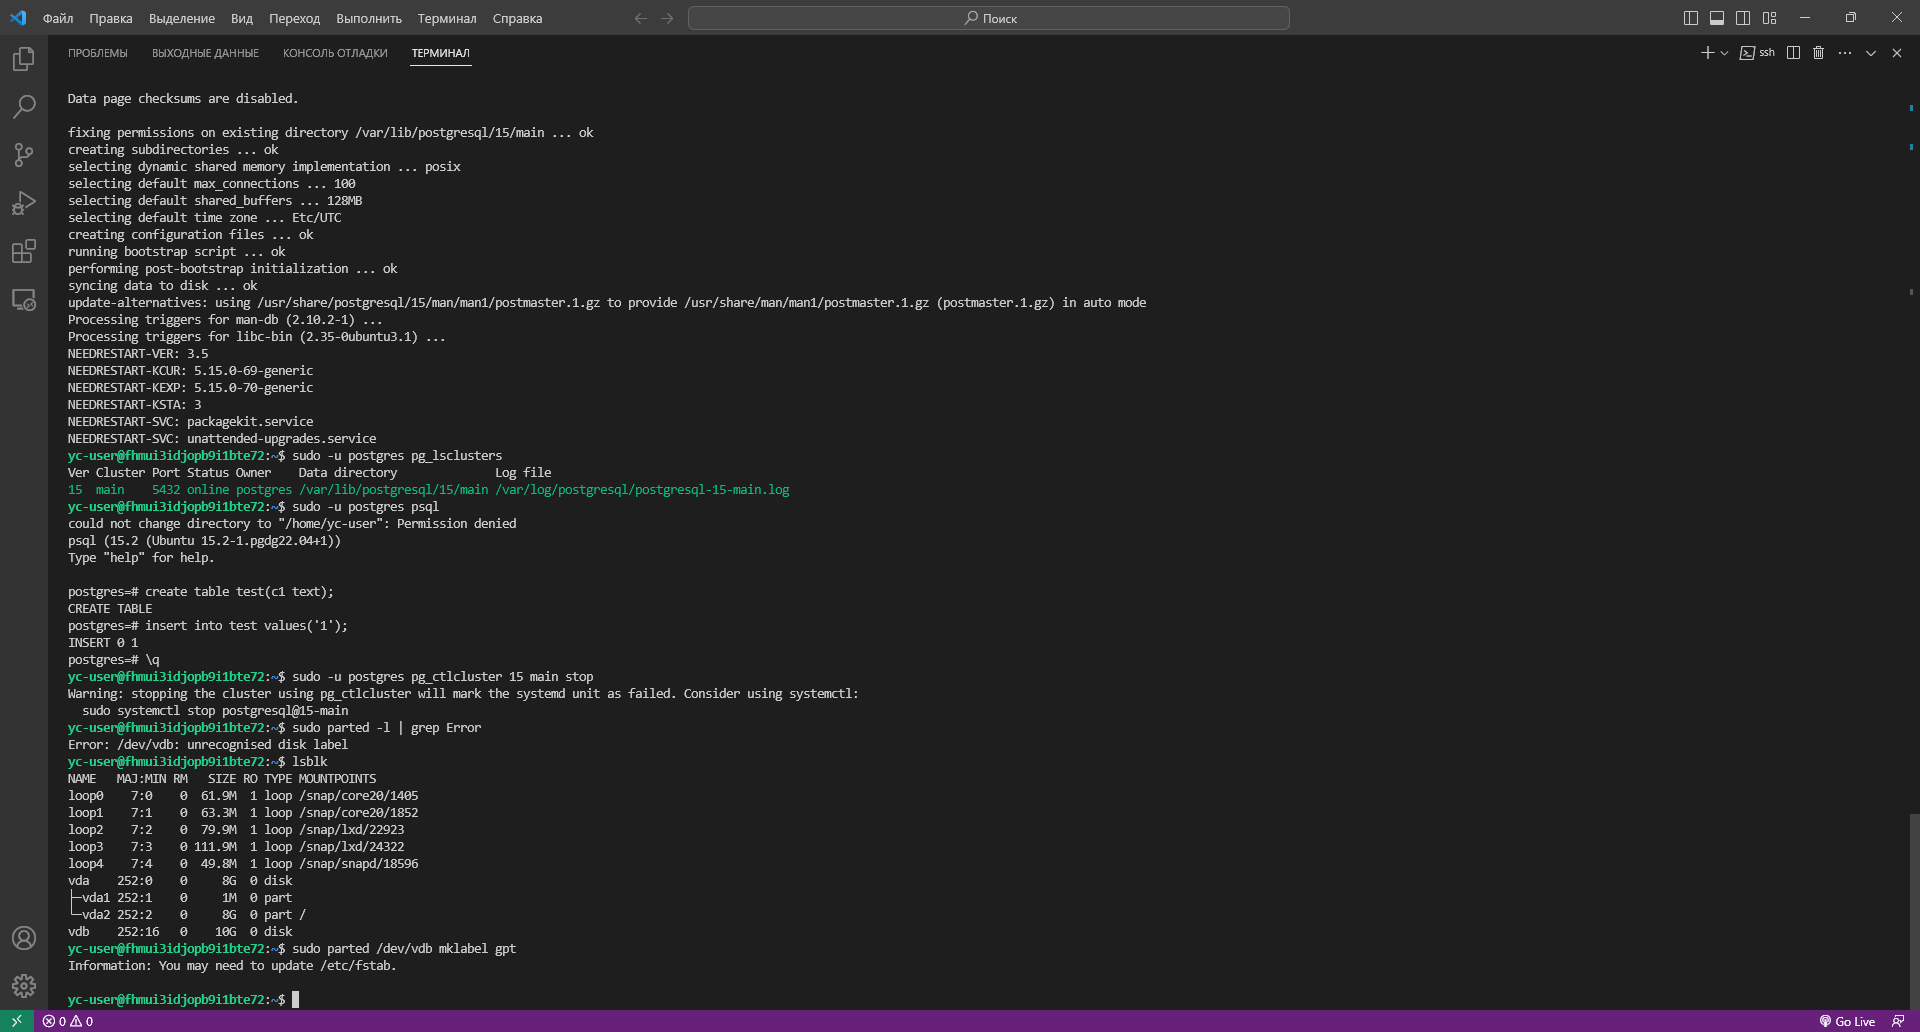 Файл Правка Выделение Вид Переход Выполнить Терминал Справка
Поиск
ПРОБЛЕМЫ ВЫХОДНЫЕ ДАННЫЕ КОНСОЛЬ ОТЛАДКИ ТЕРМИНАЛ
ssh
Data page checksums are disabled.
fixing permissions on existing directory /var/lib/postgresql/15/main ... ok
creating subdirectories ... ok
selecting dynamic shared memory implementation ... posix
selecting default max_connections ... 100
selecting default shared_buffers ... 128MB
selecting default time zone ... Etc/UTC
creating configuration files ... ok
running bootstrap script ... ok
performing post-bootstrap initialization ... ok
syncing data to disk ... ok
update-alternatives: using /usr/share/postgresql/15/man/man1/postmaster.1.gz to provide /usr/share/man/man1/postmaster.1.gz (postmaster.1.gz) in auto mode
Processing triggers for man-db (2.10.2-1) ...
Processing triggers for libc-bin (2.35-0ubuntu3.1) ...
NEEDRESTART-VER: 3.5
NEEDRESTART-KCUR: 5.15.0-69-generic
NEEDRESTART-KEXP: 5.15.0-70-generic
NEEDRESTART-KSTA: 3
NEEDRESTART-SVC: packagekit.service
NEEDRESTART-SVC: unattended-upgrades.service
yc-user@fhmui3idjopb9i1bte72:~$ sudo -u postgres pg_lsclusters
Ver Cluster Port Status Owner    Data directory              Log file
15  main    5432 online postgres /var/lib/postgresql/15/main /var/log/postgresql/postgresql-15-main.log
yc-user@fhmui3idjopb9i1bte72:~$ sudo -u postgres psql
could not change directory to "/home/yc-user": Permission denied
psql (15.2 (Ubuntu 15.2-1.pgdg22.04+1))
Type "help" for help.
postgres=# create table test(c1 text);
CREATE TABLE
postgres=# insert into test values('1');
INSERT 0 1
postgres=# \q
yc-user@fhmui3idjopb9i1bte72:~$ sudo -u postgres pg_ctlcluster 15 main stop
Warning: stopping the cluster using pg_ctlcluster will mark the systemd unit as failed. Consider using systemctl:
  sudo systemctl stop postgresql@15-main
yc-user@fhmui3idjopb9i1bte72:~$ sudo parted -l | grep Error
Error: /dev/vdb: unrecognised disk label
yc-user@fhmui3idjopb9i1bte72:~$ lsblk
NAME   MAJ:MIN RM   SIZE RO TYPE MOUNTPOINTS
loop0    7:0    0  61.9M  1 loop /snap/core20/1405
loop1    7:1    0  63.3M  1 loop /snap/core20/1852
loop2    7:2    0  79.9M  1 loop /snap/lxd/22923
loop3    7:3    0 111.9M  1 loop /snap/lxd/24322
loop4    7:4    0  49.8M  1 loop /snap/snapd/18596
vda    252:0    0     8G  0 disk
├─vda1 252:1    0     1M  0 part
└─vda2 252:2    0     8G  0 part /
vdb    252:16   0    10G  0 disk
yc-user@fhmui3idjopb9i1bte72:~$ sudo parted /dev/vdb mklabel gpt
Information: You may need to update /etc/fstab.
yc-user@fhmui3idjopb9i1bte72:~$
0 0 Go Live